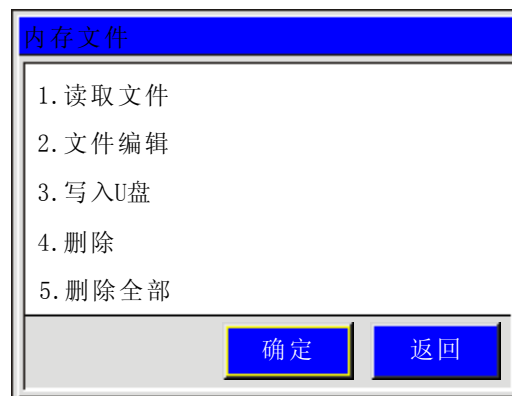 内存文件
1.读取文件
2.文件编辑
3.写入U盘
4.删除
5.删除全部
确定 返回